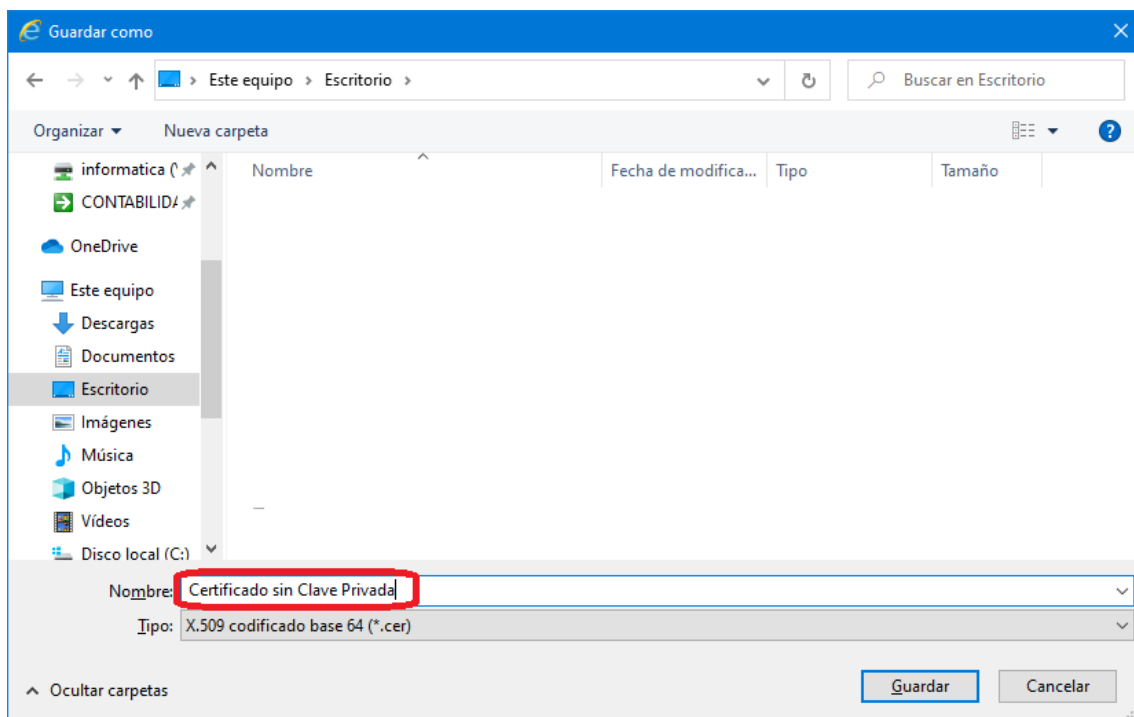 Guardar como
Este equipo > Escritorio >
Buscar en Escritorio
Organizar
Nueva carpeta
Nombre
Fecha de modifica...
Tipo
Tamaño
informatica (\
CONTABILIDA
OneDrive
Este equipo
Descargas
Documentos
Escritorio
Imágenes
Música
Objetos 3D
Vídeos
Disco local (C:)
Nombre: Certificado sin Clave Privada
Tipo: X.509 codificado base 64 (*.cer)
Ocultar carpetas
Guardar
Cancelar